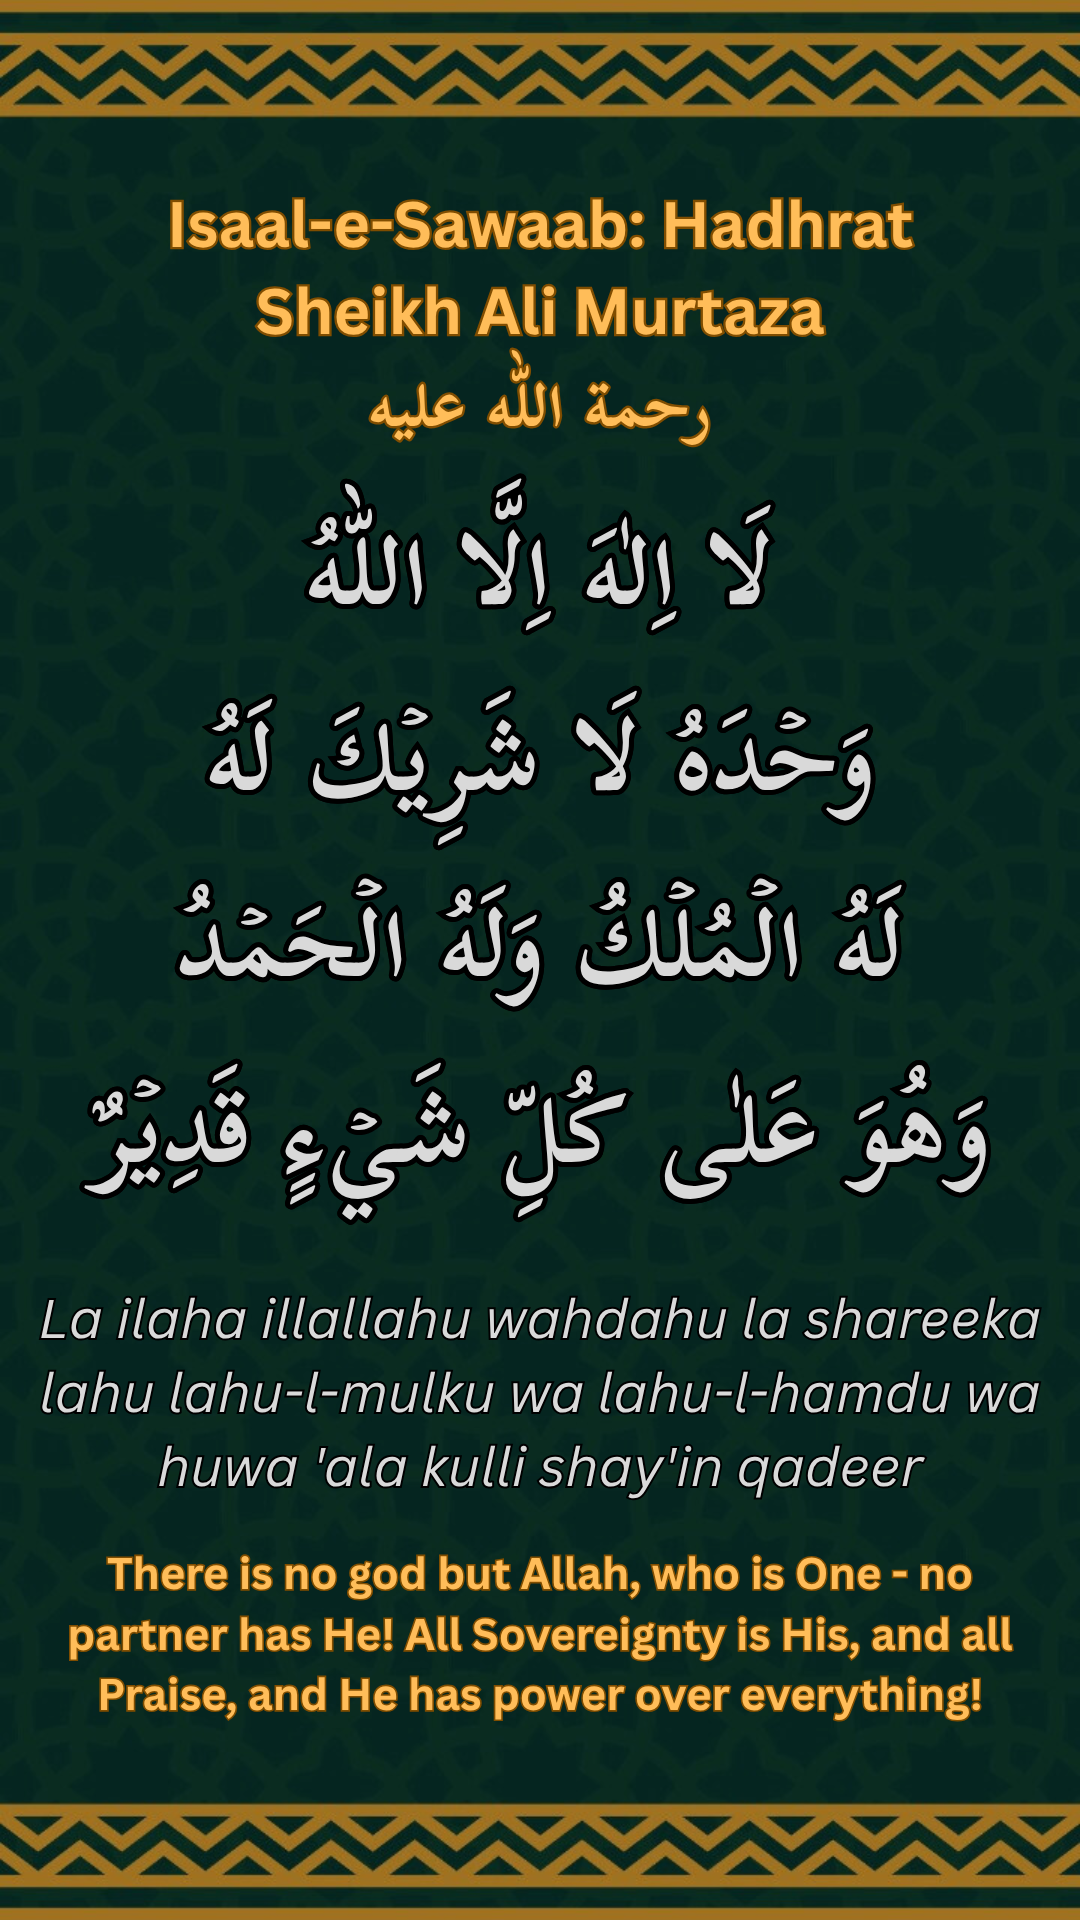 Isaal-e-Sawaab: Hadhrat
Sheikh Ali Murtaza
رحمة الله عليه
لَا اِلٰهَ اِلَّا اللّٰهُ
وَحْدَهُ لَا شَرِيْكَ لَهُ
لَهُ الْمُلْكُ وَلَهُ الْحَمْدُ
وَهُوَ عَلٰى كُلِّ شَيْءٍ قَدِيْرٌ
La ilaha illallahu wahdahu la shareeka
lahu lahu-l-mulku wa lahu-l-hamdu wa
huwa 'ala kulli shay'in qadeer
There is no god but Allah, who is One - no
partner has He! All Sovereignty is His, and all
Praise, and He has power over everything!